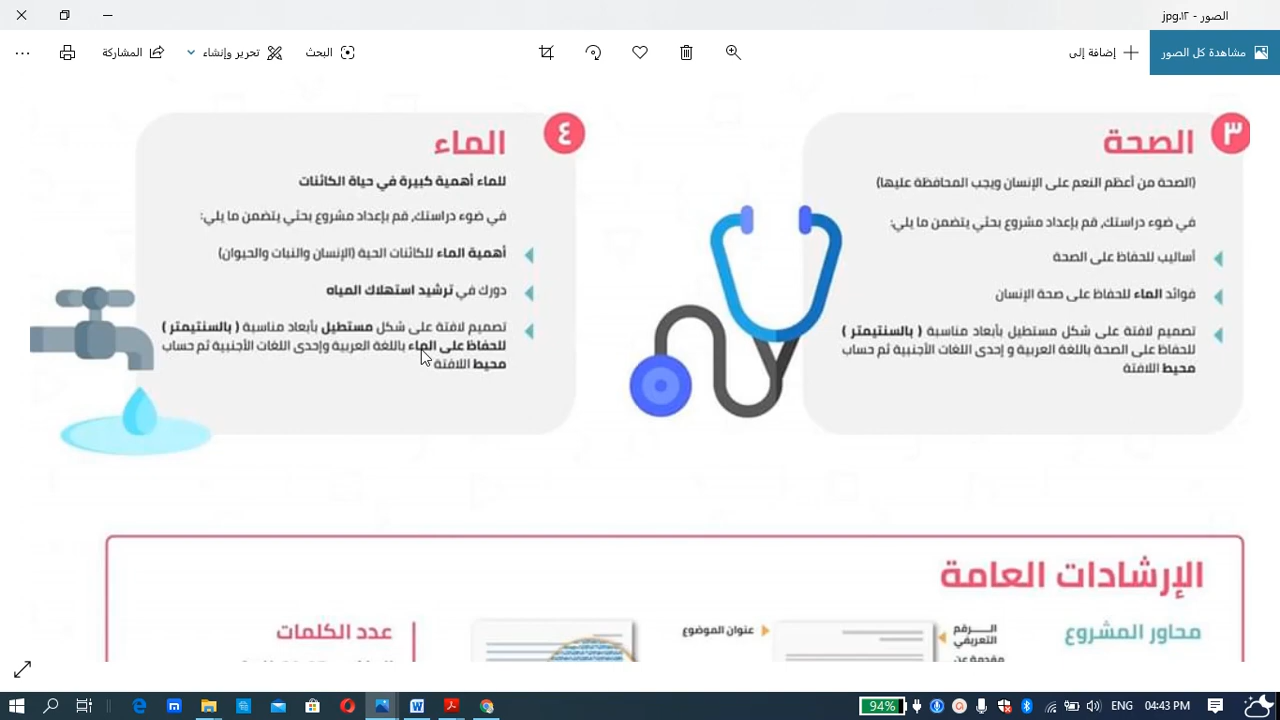 الصور - ١٢.jpg
مشاهدة كل الصور
إضافة إلى
البحث
تحرير وإنشاء
المشاركة
٣
الصحة
(الصحة من أعظم النعم على الإنسان ويجب المحافظة عليها)
في ضوء دراستك، قم بإعداد مشروع بحثي يتضمن ما يلي:
أساليب للحفاظ على الصحة
فوائد الماء للحفاظ على صحة الإنسان
تصميم لافتة على شكل مستطيل بأبعاد مناسبة ( بالسنتيمتر )
للحفاظ على الصحة باللغة العربية و إحدى اللغات الأجنبية ثم حساب
محيط اللافتة
٤
الماء
للماء أهمية كبيرة في حياة الكائنات
في ضوء دراستك، قم بإعداد مشروع بحثي يتضمن ما يلي:
أهمية الماء للكائنات الحية (الإنسان والنبات والحيوان)
دورك في ترشيد استهلاك المياه
تصميم لافتة على شكل مستطيل بأبعاد مناسبة ( بالسنتيمتر )
للحفاظ على الماء باللغة العربية وإحدى اللغات الأجنبية ثم حساب
محيط اللافتة
الإرشادات العامة
محاور المشروع
الـــــرقم
التعريفي
مقدمة عن
عنوان الموضوع
عدد الكلمات
94%
ENG
04:43 PM